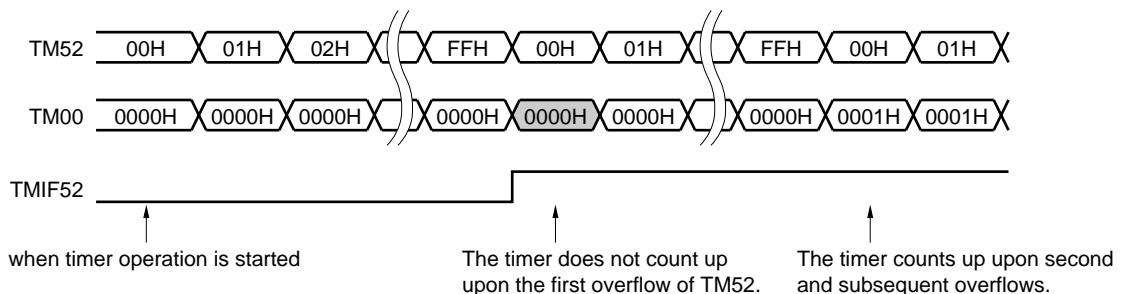 TM52 00H 01H 02H FFH 00H 01H FFH 00H 01H
TM00 0000H 0000H 0000H 0000H 0000H 0000H 0000H 0001H 0001H
TMIF52
when timer operation is started
The timer does not count up
upon the first overflow of TM52.
The timer counts up upon second
and subsequent overflows.